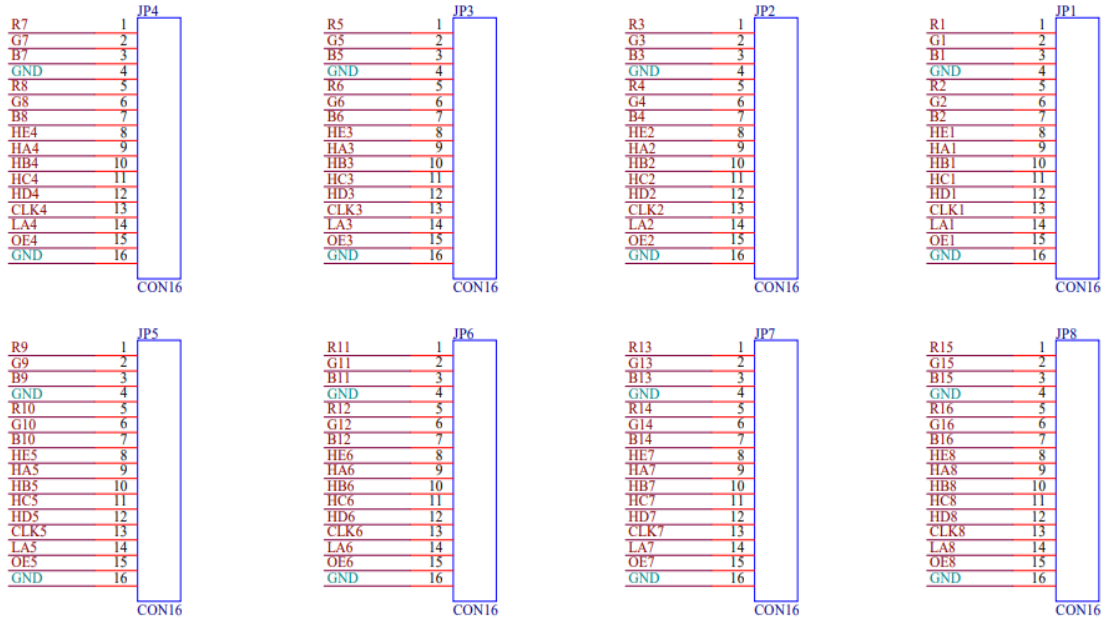 JP4
R7 1
G7 2
B7 3
GND 4
R8 5
G8 6
B8 7
HE4 8
HA4 9
HB4 10
HC4 11
HD4 12
CLK4 13
LA4 14
OE4 15
GND 16
CON16
JP3
R5 1
G5 2
B5 3
GND 4
R6 5
G6 6
B6 7
HE3 8
HA3 9
HB3 10
HC3 11
HD3 12
CLK3 13
LA3 14
OE3 15
GND 16
CON16
JP2
R3 1
G3 2
B3 3
GND 4
R4 5
G4 6
B4 7
HE2 8
HA2 9
HB2 10
HC2 11
HD2 12
CLK2 13
LA2 14
OE2 15
GND 16
CON16
JP1
R1 1
G1 2
B1 3
GND 4
R2 5
G2 6
B2 7
HE1 8
HA1 9
HB1 10
HC1 11
HD1 12
CLK1 13
LA1 14
OE1 15
GND 16
CON16
JP5
R9 1
G9 2
B9 3
GND 4
R10 5
G10 6
B10 7
HE5 8
HA5 9
HB5 10
HC5 11
HD5 12
CLK5 13
LA5 14
OE5 15
GND 16
CON16
JP6
R11 1
G11 2
B11 3
GND 4
R12 5
G12 6
B12 7
HE6 8
HA6 9
HB6 10
HC6 11
HD6 12
CLK6 13
LA6 14
OE6 15
GND 16
CON16
JP7
R13 1
G13 2
B13 3
GND 4
R14 5
G14 6
B14 7
HE7 8
HA7 9
HB7 10
HC7 11
HD7 12
CLK7 13
LA7 14
OE7 15
GND 16
CON16
JP8
R15 1
G15 2
B15 3
GND 4
R16 5
G16 6
B16 7
HE8 8
HA8 9
HB8 10
HC8 11
HD8 12
CLK8 13
LA8 14
OE8 15
GND 16
CON16